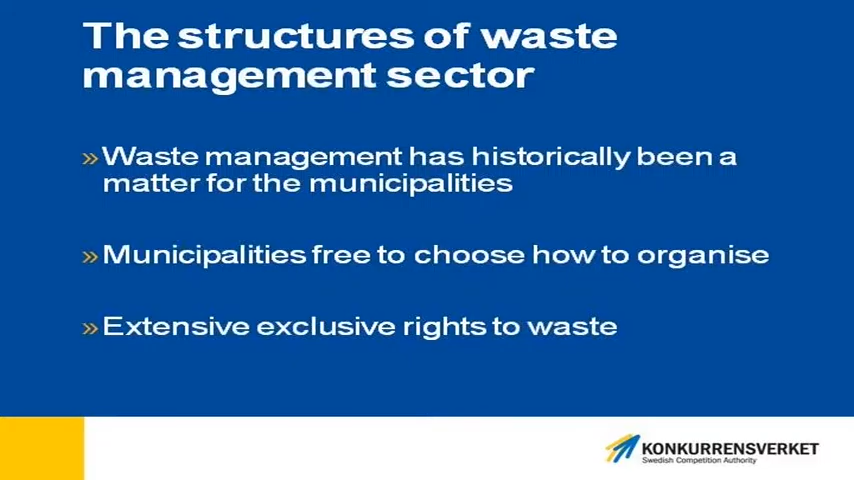 The structures of waste
management sector
» Waste management has historically been a
matter for the municipalities
» Municipalities free to choose how to organise
» Extensive exclusive rights to waste
KONKURRENSVERKET
Swedish Competition Authority